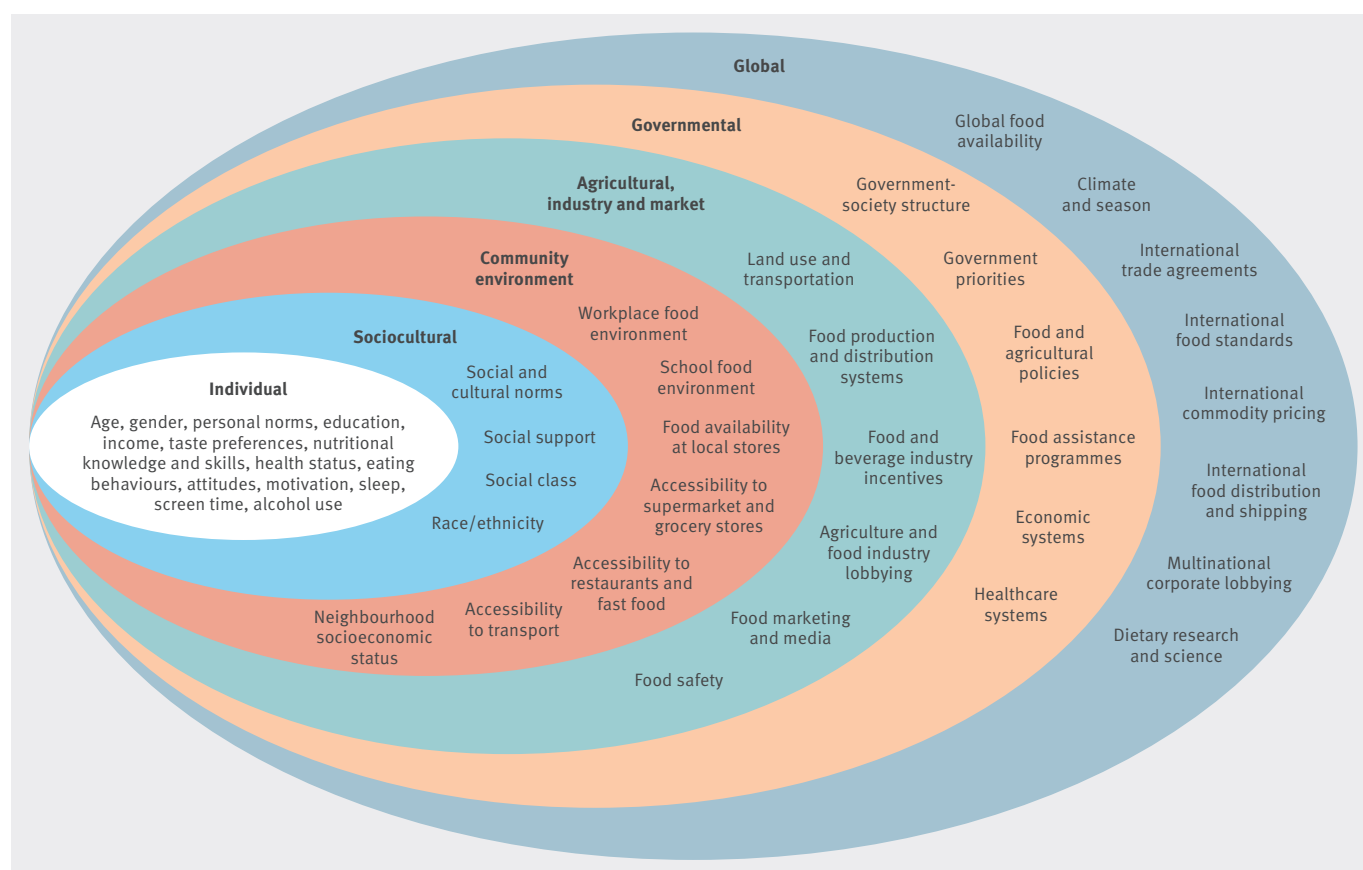 Global
Global food
availability
Climate
and season
International
trade agreements
International
food standards
International
commodity pricing
International
food distribution
and shipping
Multinational
corporate lobbying
Dietary research
and science
Governmental
Government-
society structure
Government
priorities
Food and
agricultural
policies
Food assistance
programmes
Economic
systems
Healthcare
systems
Agricultural,
industry and market
Land use and
transportation
Food production
and distribution
systems
Food and
beverage industry
incentives
Agriculture and
food industry
lobbying
Food marketing
and media
Food safety
Community
environment
Workplace food
environment
School food
environment
Food availability
at local stores
Accessibility to
supermarket and
grocery stores
Accessibility to
restaurants and
fast food
Accessibility
to transport
Neighbourhood
socioeconomic
status
Sociocultural
Social and
cultural norms
Social support
Social class
Race/ethnicity
Individual
Age, gender, personal norms, education,
income, taste preferences, nutritional
knowledge and skills, health status, eating
behaviours, attitudes, motivation, sleep,
screen time, alcohol use